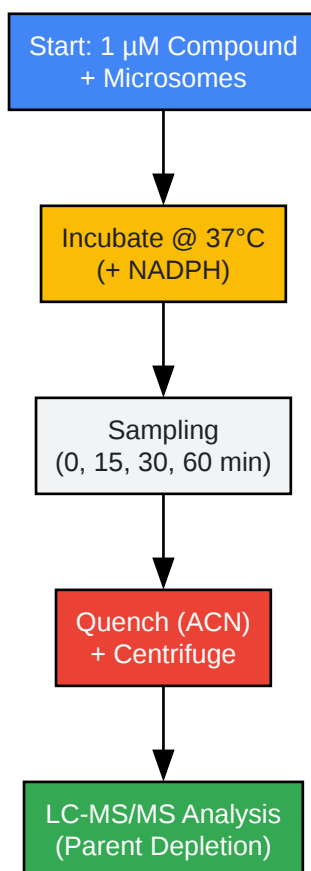 Start: 1 µM Compound
+ Microsomes
Incubate @ 37°C
(+ NADPH)
Sampling
(0, 15, 30, 60 min)
Quench (ACN)
+ Centrifuge
LC-MS/MS Analysis
(Parent Depletion)